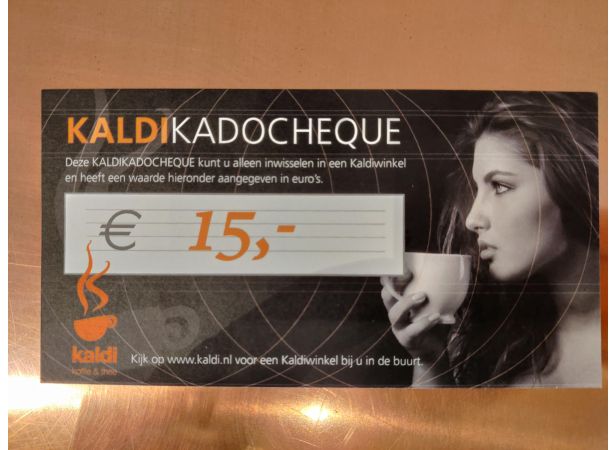 KALDIKADOCHEQUE
Deze KALDIKADOCHEQUE kunt u alleen inwisselen in een Kaldiwinkel
en heeft een waarde hieronder aangegeven in euro's.
€ 15,-
kaldi
koffie & thee
Kijk op www.kaldi.nl voor een Kaldiwinkel bij u in de buurt.